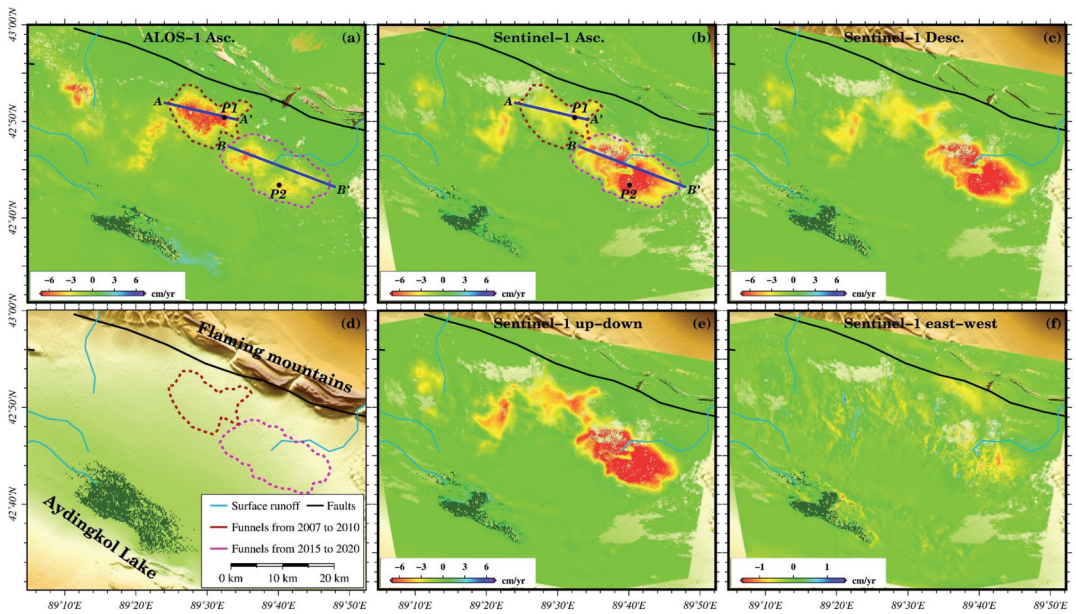 ALOS-1 Asc. (a)
Sentinel-1 Asc. (b)
Sentinel-1 Desc. (c)
43°00'N
42°50'N
42°40'N
A P1 A'
B
P2 B'
A P1 A'
B
P2 B'
-6 -3 0 3 6 cm/yr
-6 -3 0 3 6 cm/yr
-6 -3 0 3 6 cm/yr
(d)
Sentinel-1 up-down (e)
Sentinel-1 east-west (f)
43°00'N
42°50'N
42°40'N
Flaming mountains
Aydingkol Lake
Surface runoff Faults
Funnels from 2007 to 2010
Funnels from 2015 to 2020
0 km 10 km 20 km
-6 -3 0 3 6 cm/yr
-1 0 1 cm/yr
89°10'E 89°20'E 89°30'E 89°40'E 89°50'E
89°10'E 89°20'E 89°30'E 89°40'E 89°50'E
89°10'E 89°20'E 89°30'E 89°40'E 89°50'E